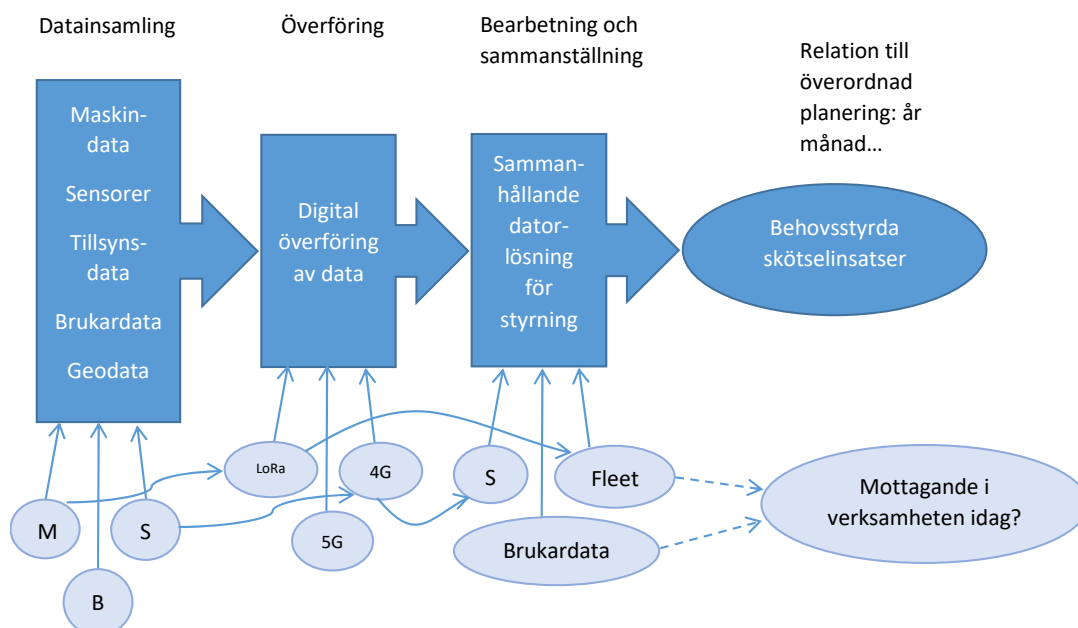 Datainsamling
Överföring
Bearbetning och
sammanställning
Relation till
överordnad
planering: år
månad...
Maskin-
data
Sensorer
Tillsyns-
data
Brukardata
Geodata
Digital
överföring
av data
Samman-
hållande
dator-
lösning
för
styrning
Behovsstyrda
skötselinsatser
M
B
S
LoRa
5G
4G
S
Fleet
Brukardata
Mottagande i
verksamheten idag?